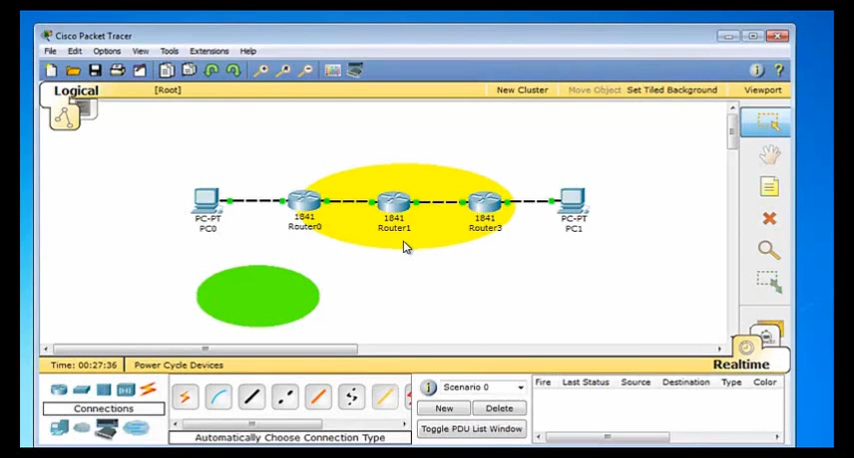 Cisco Packet Tracer
File Edit Options View Tools Extensions Help
Logical [Root] New Cluster Move Object Set Tiled Background Viewport
PC-PT
PC0
1841
Router0
1841
Router1
1841
Router3
PC-PT
PC1
Time: 00:27:36 Power Cycle Devices Realtime
Connections
Automatically Choose Connection Type
Scenario 0
New Delete
Toggle PDU List Window
Fire Last Status Source Destination Type Color